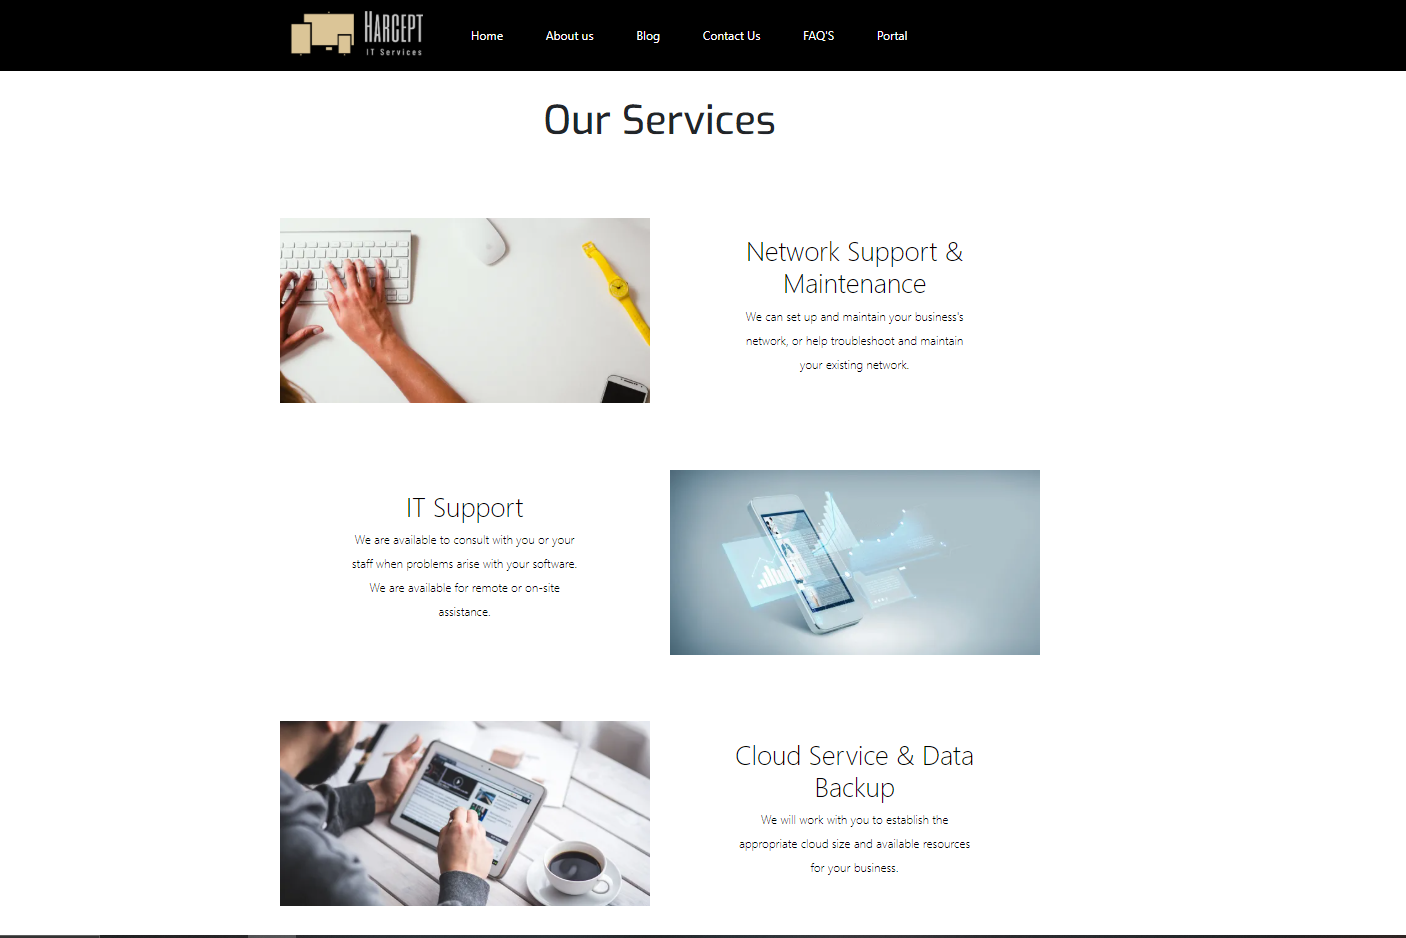 HARCEPT
IT Services
Home
About us
Blog
Contact Us
FAQ'S
Portal
Our Services
Network Support &
Maintenance
We can set up and maintain your business's
network, or help troubleshoot and maintain
your existing network.
IT Support
We are available to consult with you or your
staff when problems arise with your software.
We are available for remote or on-site
assistance.
Cloud Service & Data
Backup
We will work with you to establish the
appropriate cloud size and available resources
for your business.